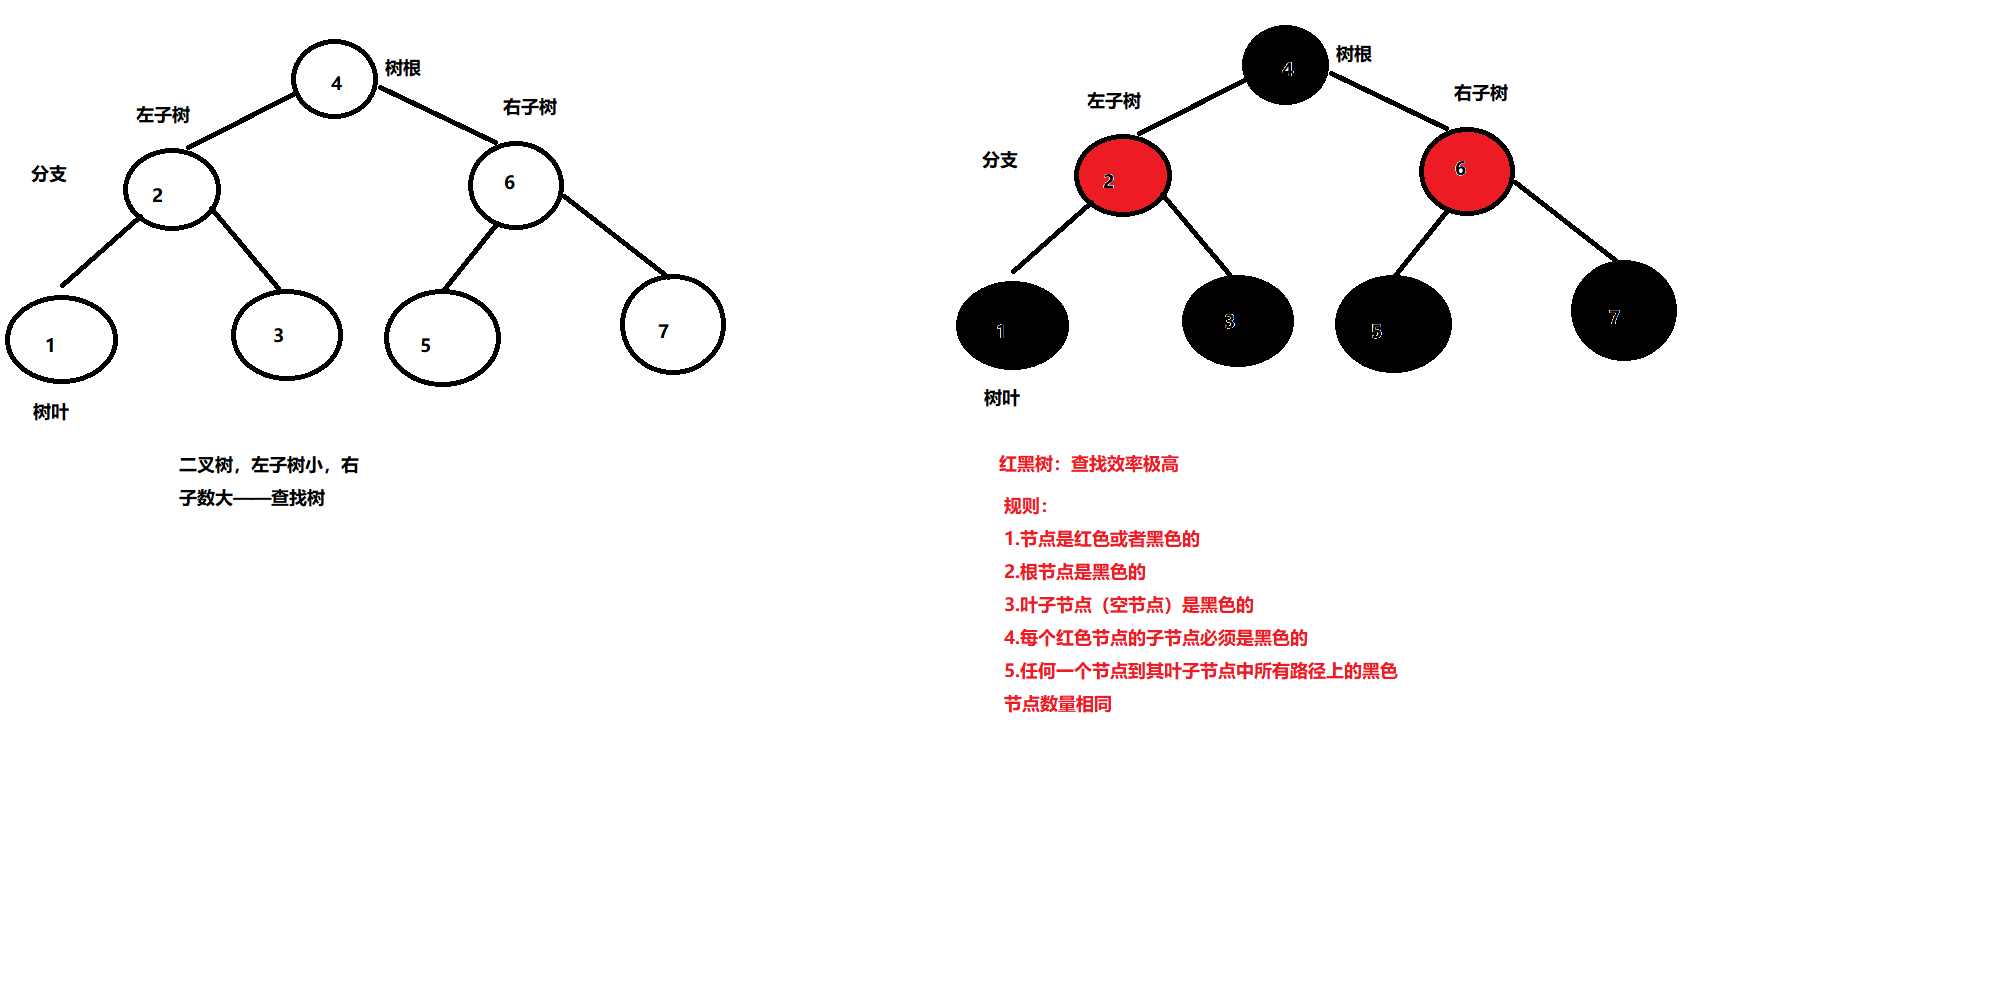 4
树根
左子树
右子树
分支
2
6
1
3
5
7
树叶
二叉树，左子树小，右
子数大——查找树
4
树根
左子树
右子树
分支
2
6
1
3
5
7
树叶
红黑树：查找效率极高
规则：
1.节点是红色或者黑色的
2.根节点是黑色的
3.叶子节点（空节点）是黑色的
4.每个红色节点的子节点必须是黑色的
5.任何一个节点到其叶子节点中所有路径上的黑色
节点数量相同